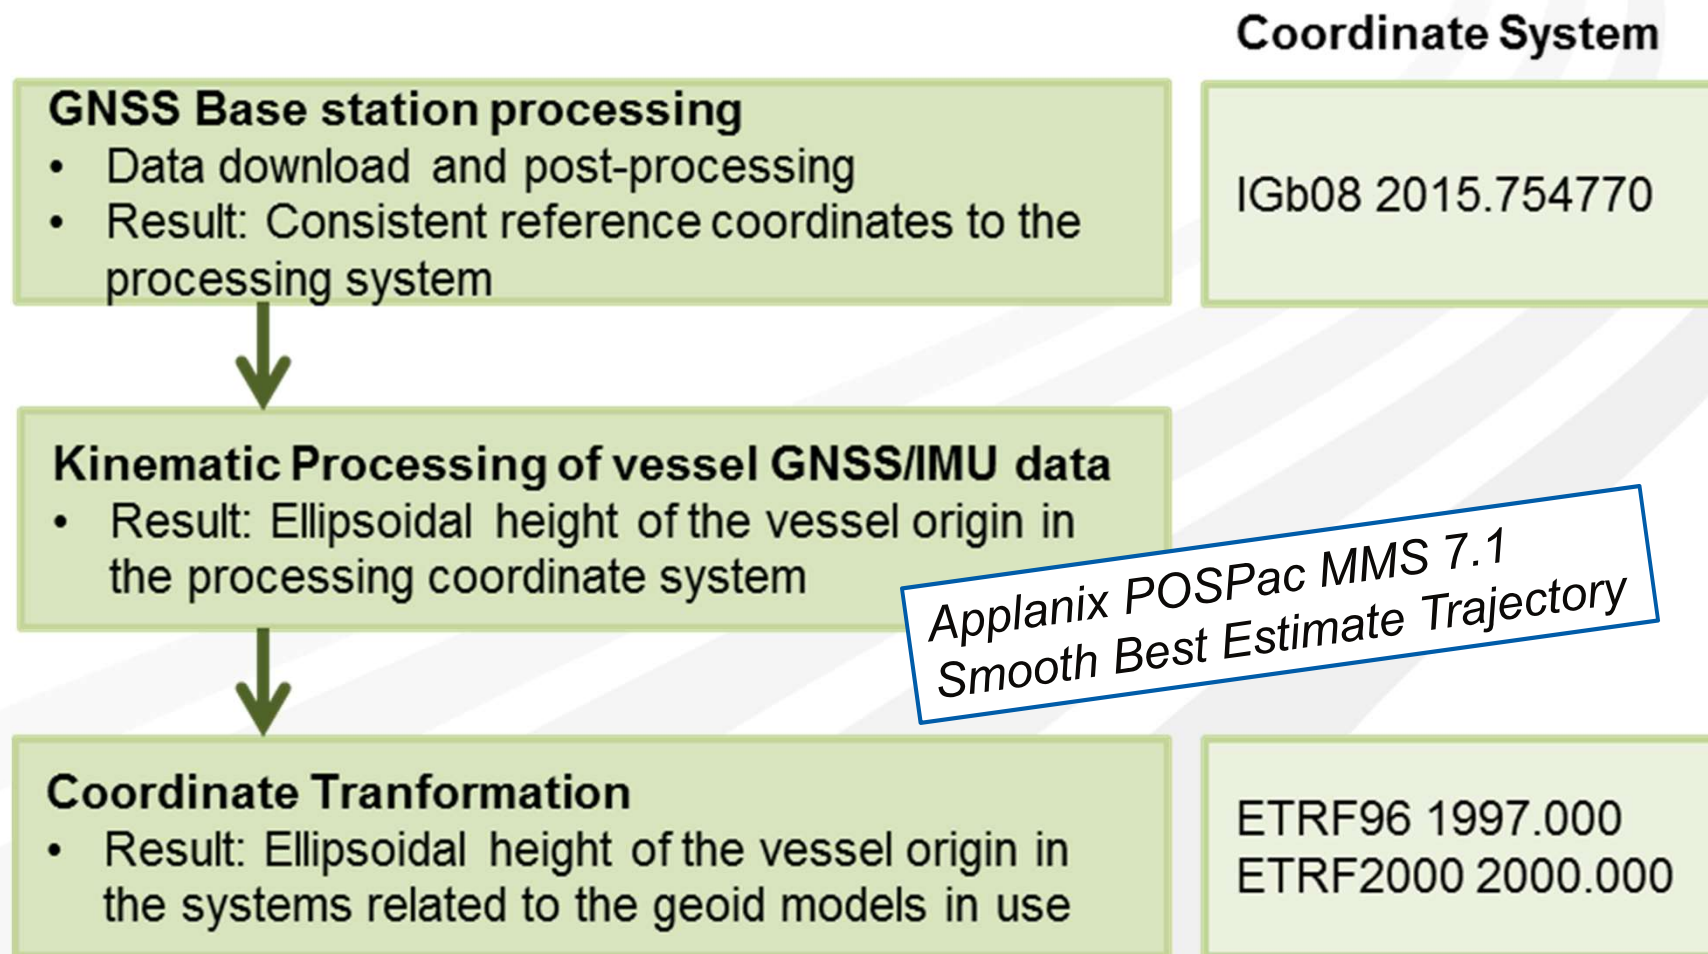 Coordinate System
GNSS Base station processing
• Data download and post-processing
• Result: Consistent reference coordinates to the
processing system
IGb08 2015.754770
Kinematic Processing of vessel GNSS/IMU data
• Result: Ellipsoidal height of the vessel origin in
the processing coordinate system
Applanix POSPac MMS 7.1
Smooth Best Estimate Trajectory
Coordinate Tranformation
• Result: Ellipsoidal height of the vessel origin in
the systems related to the geoid models in use
ETRF96 1997.000
ETRF2000 2000.000